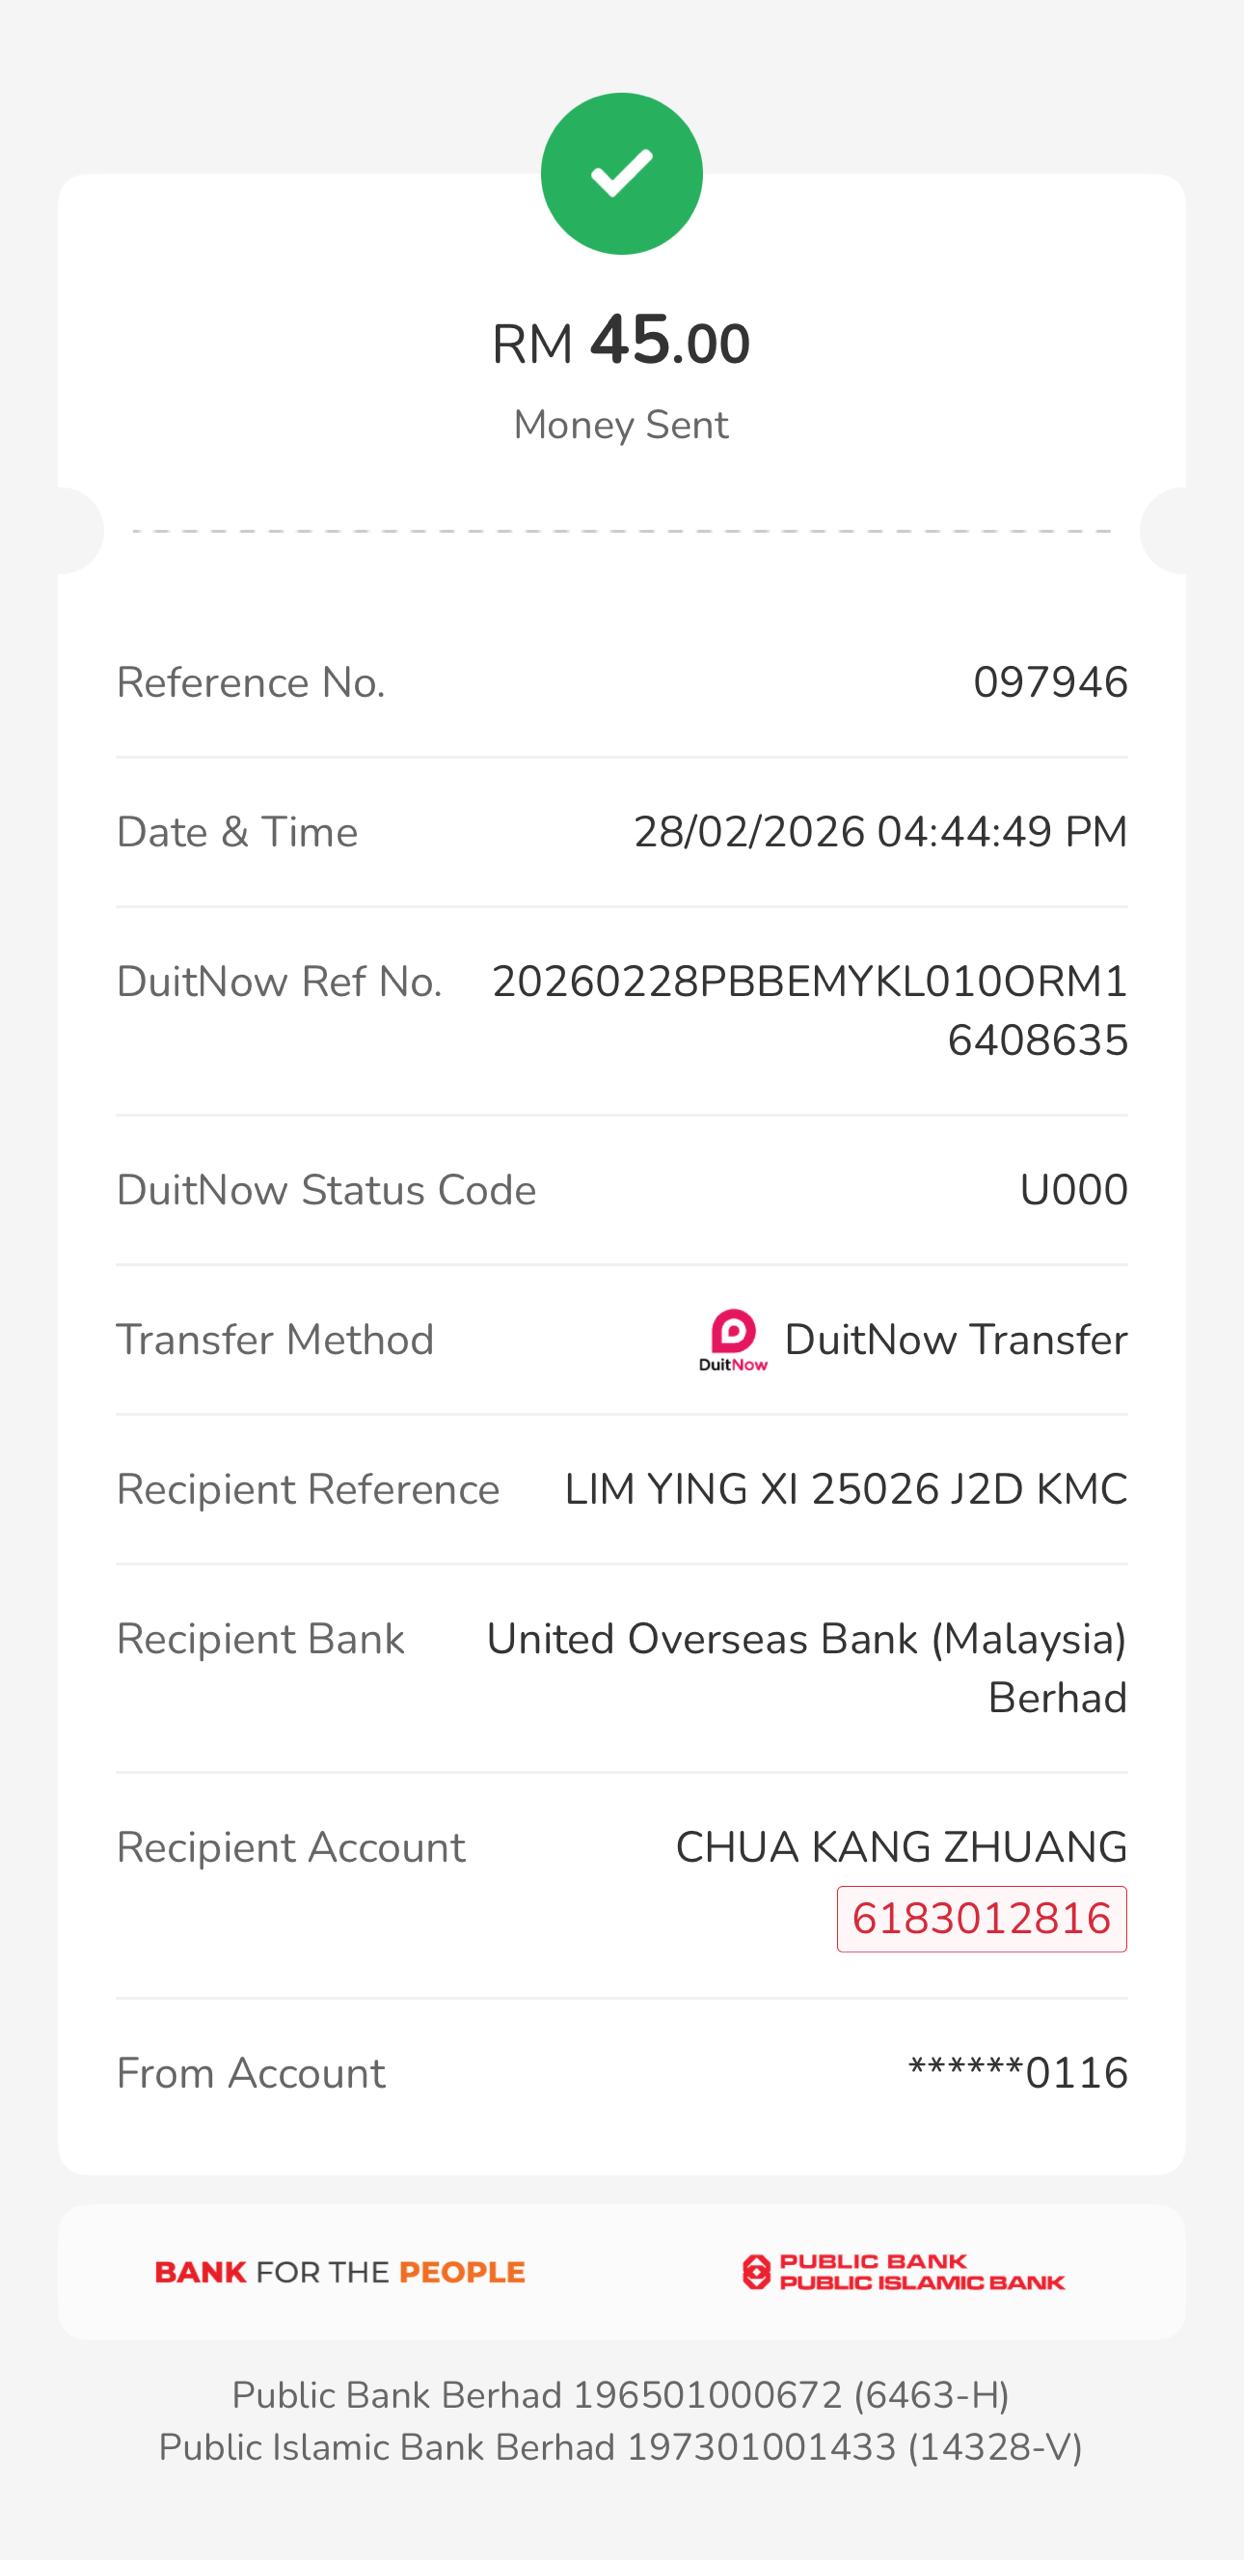 RM 45.00
Money Sent
Reference No. 097946
Date & Time 28/02/2026 04:44:49 PM
DuitNow Ref No. 20260228PBBEMYKL010ORM1
6408635
DuitNow Status Code U000
Transfer Method DuitNow DuitNow Transfer
Recipient Reference LIM YING XI 25026 J2D KMC
Recipient Bank United Overseas Bank (Malaysia)
Berhad
Recipient Account CHUA KANG ZHUANG
6183012816
From Account ******0116
BANK FOR THE PEOPLE
PUBLIC BANK
PUBLIC ISLAMIC BANK
Public Bank Berhad 196501000672 (6463-H)
Public Islamic Bank Berhad 197301001433 (14328-V)